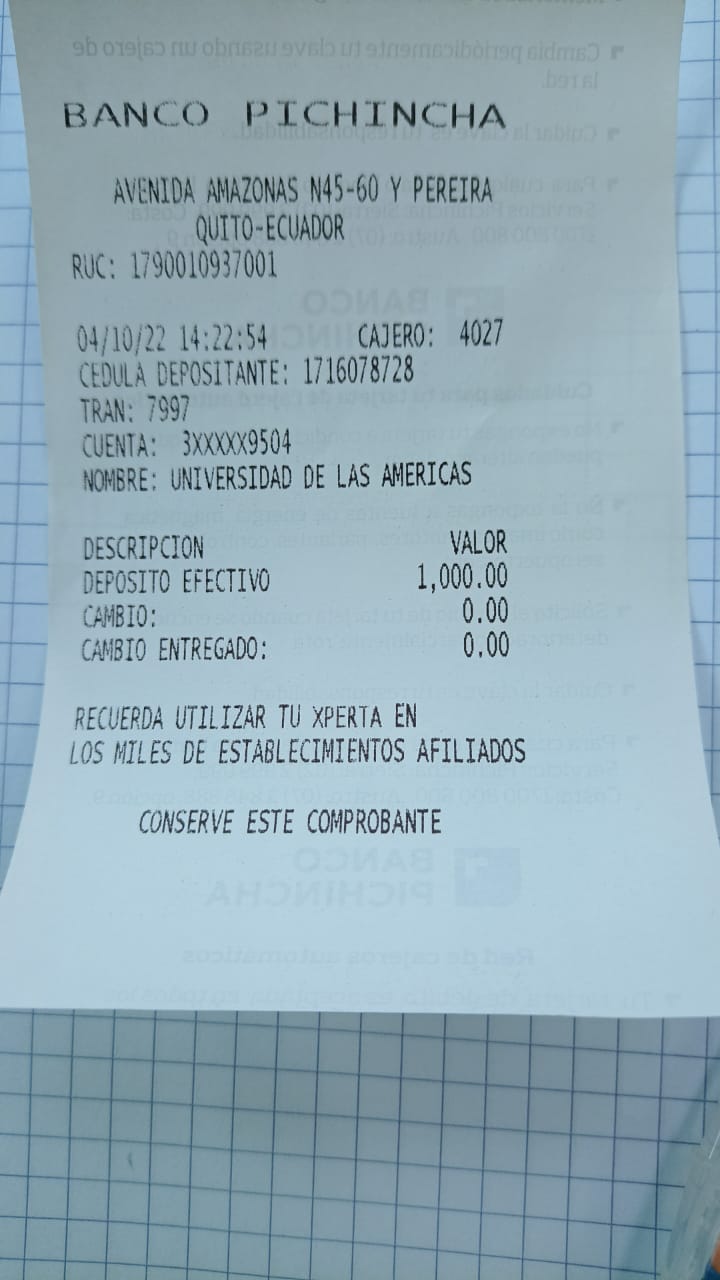 BANCO PICHINCHA
AVENIDA AMAZONAS N45-60 Y PEREIRA
QUITO-ECUADOR
RUC: 1790010937001
04/10/22 14:22:54 CAJERO: 4027
CEDULA DEPOSITANTE: 1716078728
TRAN: 7997
CUENTA: 3XXXXX9504
NOMBRE: UNIVERSIDAD DE LAS AMERICAS
DESCRIPCION VALOR
DEPOSITO EFECTIVO 1,000.00
CAMBIO: 0.00
CAMBIO ENTREGADO: 0.00
RECUERDA UTILIZAR TU XPERTA EN
LOS MILES DE ESTABLECIMIENTOS AFILIADOS
CONSERVE ESTE COMPROBANTE